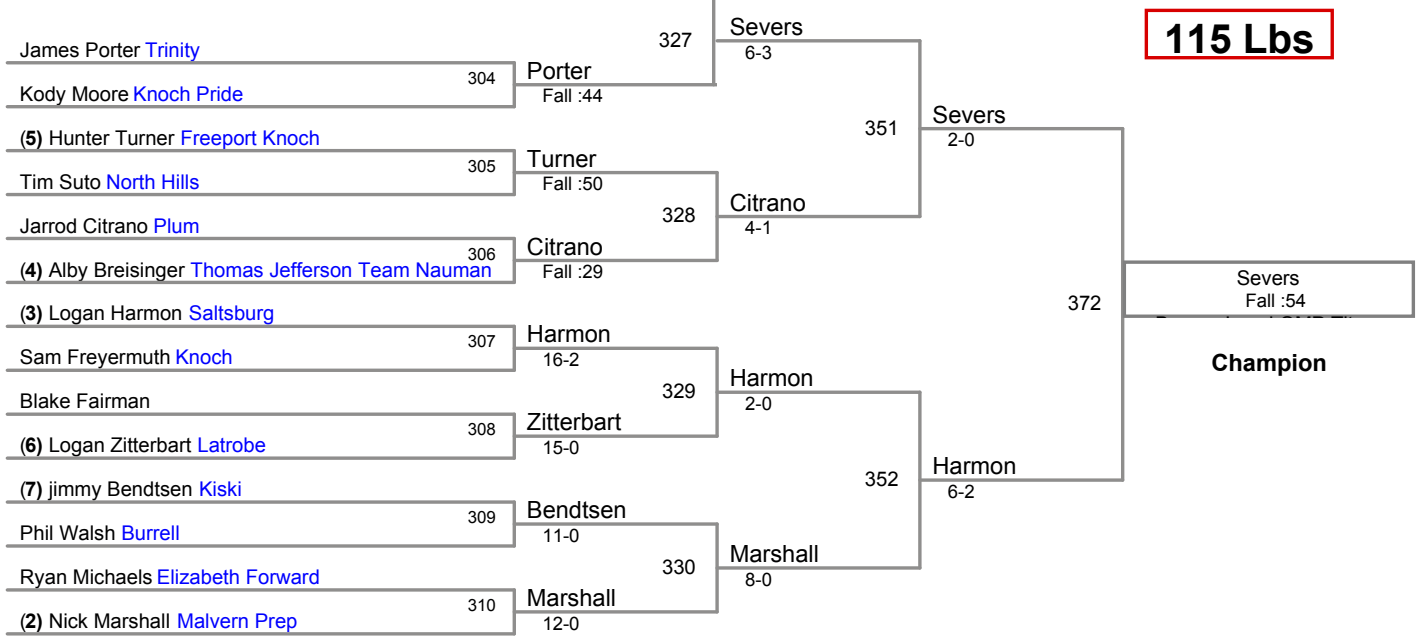 115 Lbs
James Porter Trinity
304
Kody Moore Knoch Pride
(5) Hunter Turner Freeport Knoch
305
Tim Suto North Hills
Jarrod Citrano Plum
306
(4) Alby Breisinger Thomas Jefferson Team Nauman
(3) Logan Harmon Saltsburg
307
Sam Freyermuth Knoch
Blake Fairman
308
(6) Logan Zitterbart Latrobe
(7) jimmy Bendtsen Kiski
309
Phil Walsh Burrell
Ryan Michaels Elizabeth Forward
310
(2) Nick Marshall Malvern Prep
Porter
Fall :44
Turner
Fall :50
Citrano
Fall :29
Harmon
16-2
Zitterbart
15-0
Bendtsen
11-0
Marshall
12-0
327
328
329
330
Severs
6-3
Citrano
4-1
Harmon
2-0
Marshall
8-0
351
352
Severs
2-0
Harmon
6-2
372
Severs
Fall :54
Champion